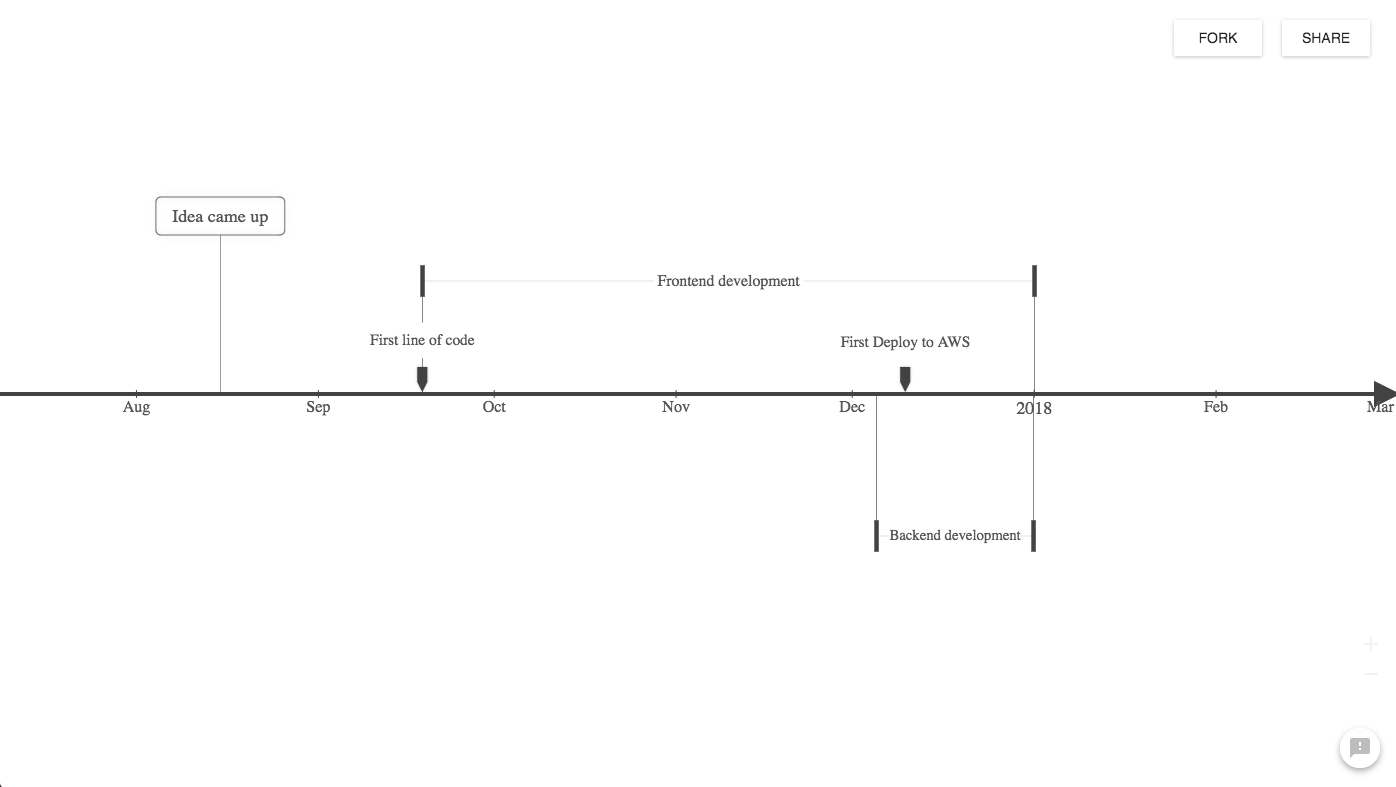 FORK SHARE
Idea came up
Frontend development
First line of code
First Deploy to AWS
Aug Sep Oct Nov Dec 2018 Feb Mar
Backend development
+
−